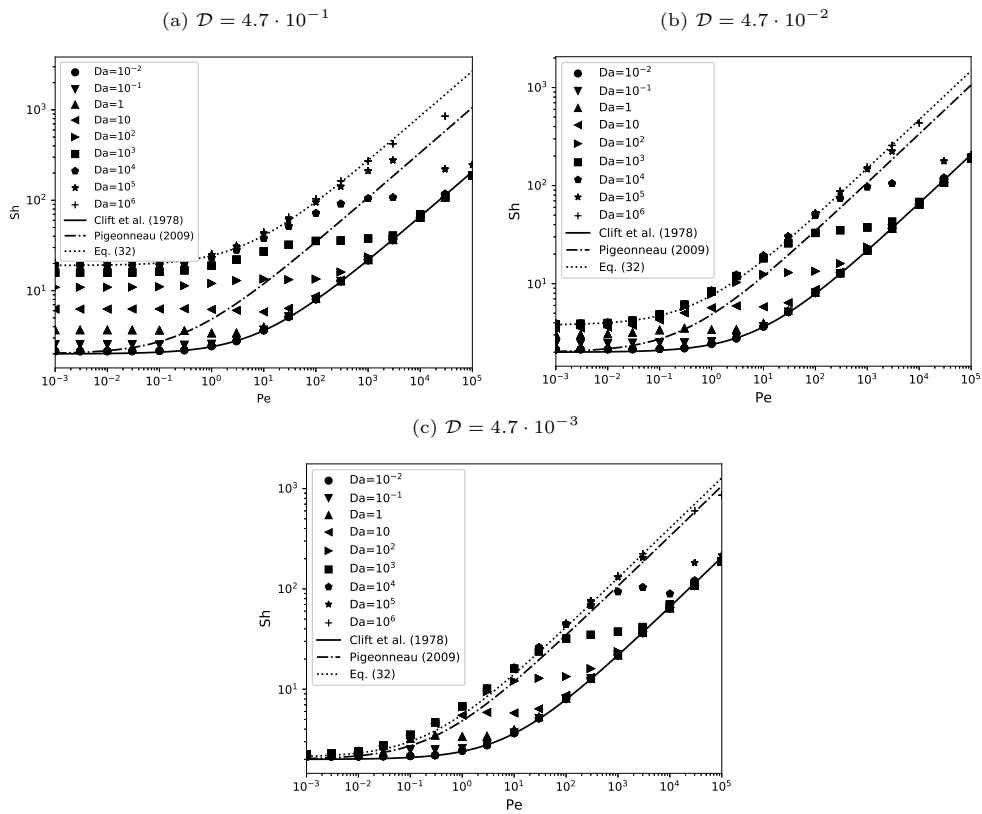 (a) 𝒟 = 4.7 · 10⁻¹
Sh
10³
10²
10¹
Da=10⁻²
Da=10⁻¹
Da=1
Da=10
Da=10²
Da=10³
Da=10⁴
Da=10⁵
Da=10⁶
Clift et al. (1978)
Pigeonneau (2009)
Eq. (32)
10⁻³ 10⁻² 10⁻¹ 10⁰ 10¹ 10² 10³ 10⁴ 10⁵
Pe
(b) 𝒟 = 4.7 · 10⁻²
Sh
10³
10²
10¹
Da=10⁻²
Da=10⁻¹
Da=1
Da=10
Da=10²
Da=10³
Da=10⁴
Da=10⁵
Da=10⁶
Clift et al. (1978)
Pigeonneau (2009)
Eq. (32)
10⁻³ 10⁻² 10⁻¹ 10⁰ 10¹ 10² 10³ 10⁴ 10⁵
Pe
(c) 𝒟 = 4.7 · 10⁻³
Sh
10³
10²
10¹
Da=10⁻²
Da=10⁻¹
Da=1
Da=10
Da=10²
Da=10³
Da=10⁴
Da=10⁵
Da=10⁶
Clift et al. (1978)
Pigeonneau (2009)
Eq. (32)
10⁻³ 10⁻² 10⁻¹ 10⁰ 10¹ 10² 10³ 10⁴ 10⁵
Pe